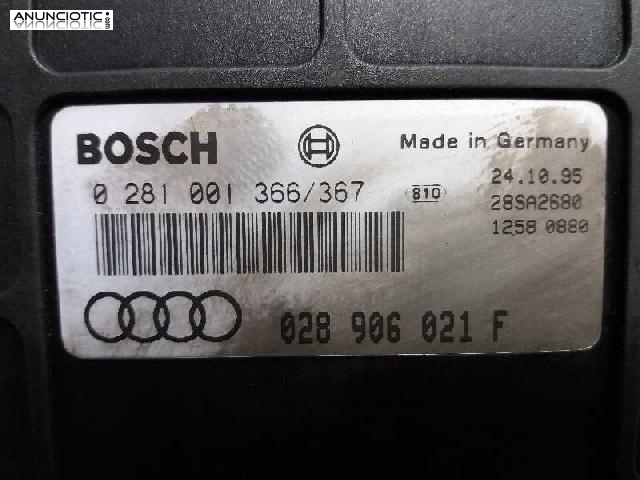 ANUNCIOTIC.com
BOSCH
Made in Germany
0 281 001 366/367
810
24.10.95
28SA2680
1258 0880
028 906 021 F